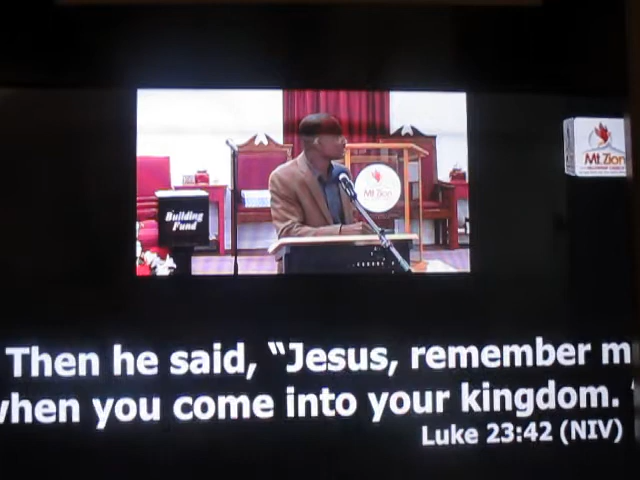 Building
Fund
Mt Zion
Mt Zion
Then he said, “Jesus, remember m
when you come into your kingdom.
Luke 23:42 (NIV)